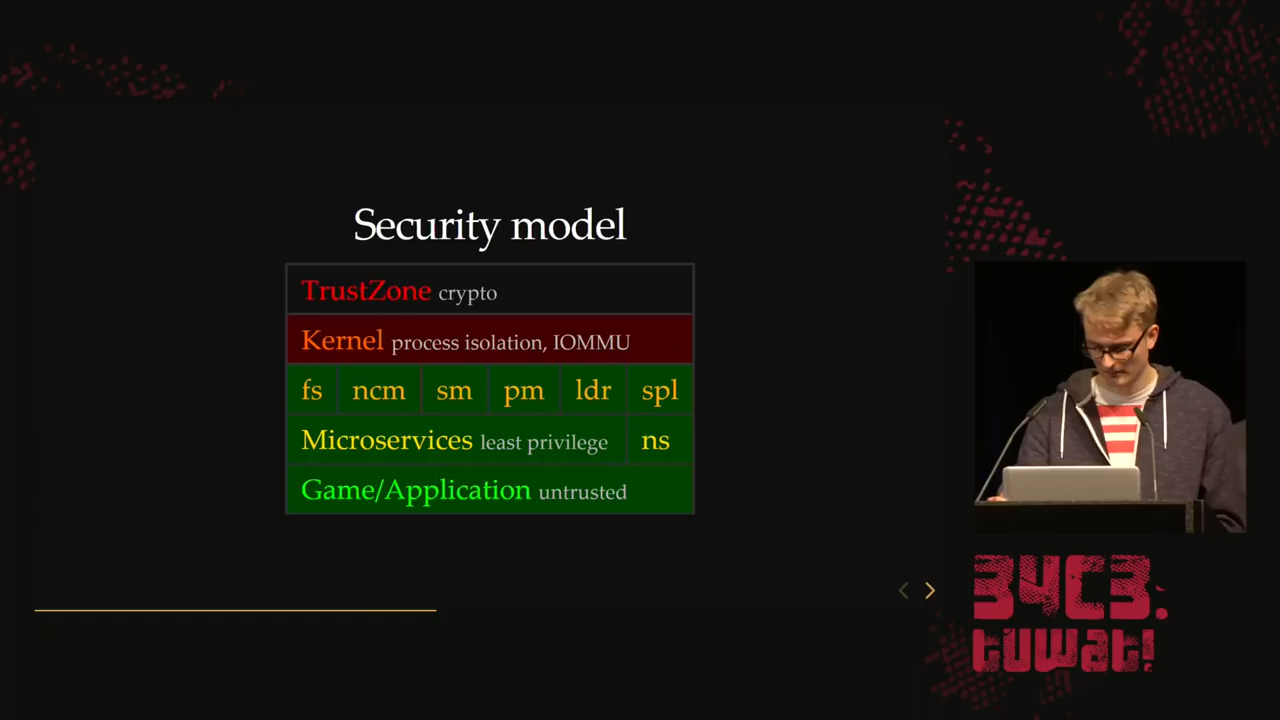 Security model
TrustZone crypto
Kernel process isolation, IOMMU
fs ncm sm pm ldr spl
Microservices least privilege ns
Game/Application untrusted
34C3.
tuwat!